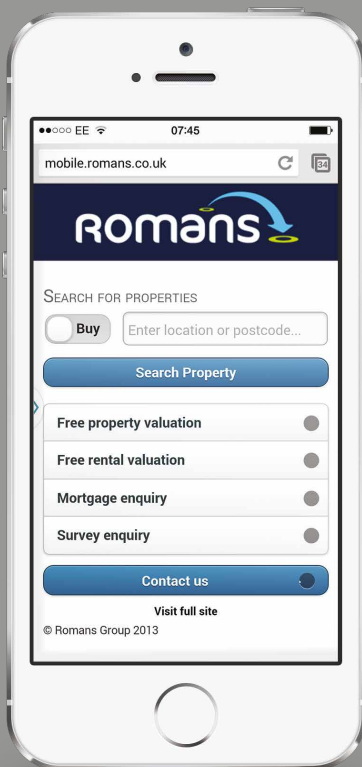 EE 07:45
mobile.romans.co.uk 34
Romans
SEARCH FOR PROPERTIES
Buy Enter location or postcode...
Search Property
Free property valuation
Free rental valuation
Mortgage enquiry
Survey enquiry
Contact us
Visit full site
© Romans Group 2013